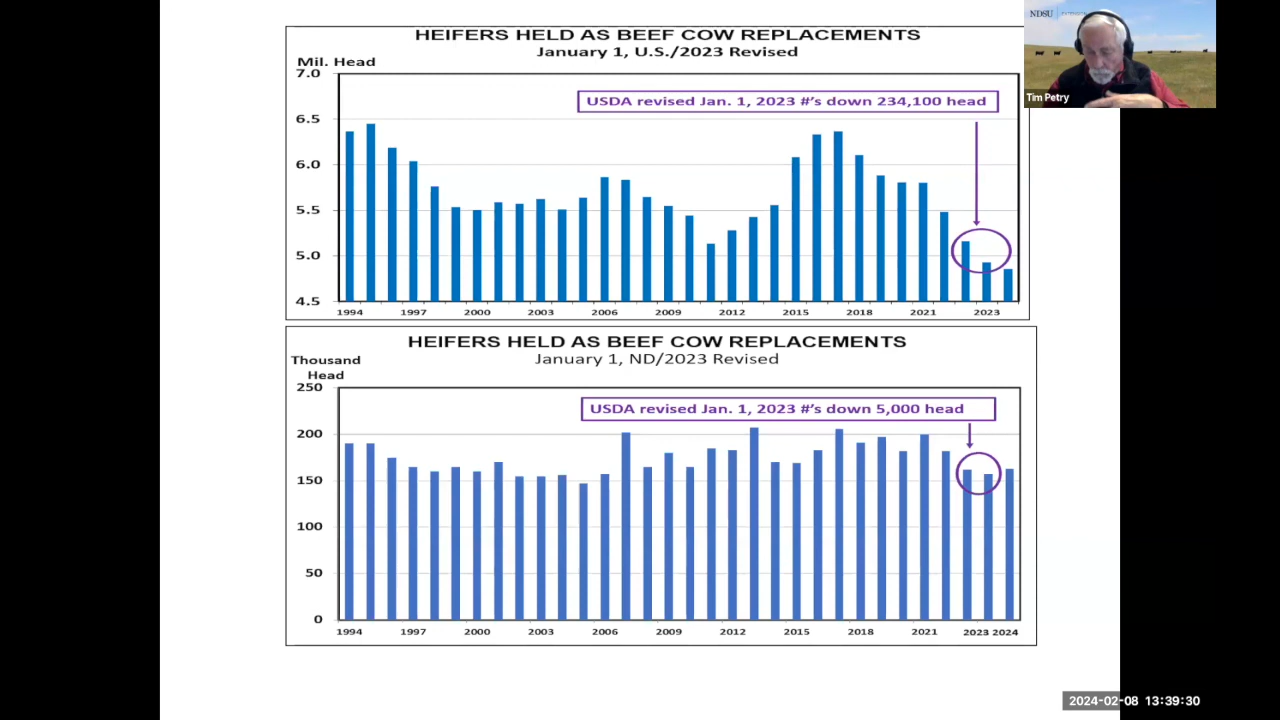 HEIFERS HELD AS BEEF COW REPLACEMENTS
January 1, U.S./2023 Revised
Mil. Head
7.0
USDA revised Jan. 1, 2023 #'s down 234,100 head
6.5
6.0
5.5
5.0
4.5
1994 1997 2000 2003 2006 2009 2012 2015 2018 2021 2023
NDSU
Tim Petry
HEIFERS HELD AS BEEF COW REPLACEMENTS
January 1, ND/2023 Revised
Thousand
Head
250
USDA revised Jan. 1, 2023 #'s down 5,000 head
200
150
100
50
0
1994 1997 2000 2003 2006 2009 2012 2015 2018 2021 2023 2024
2024-02-08 13:39:30